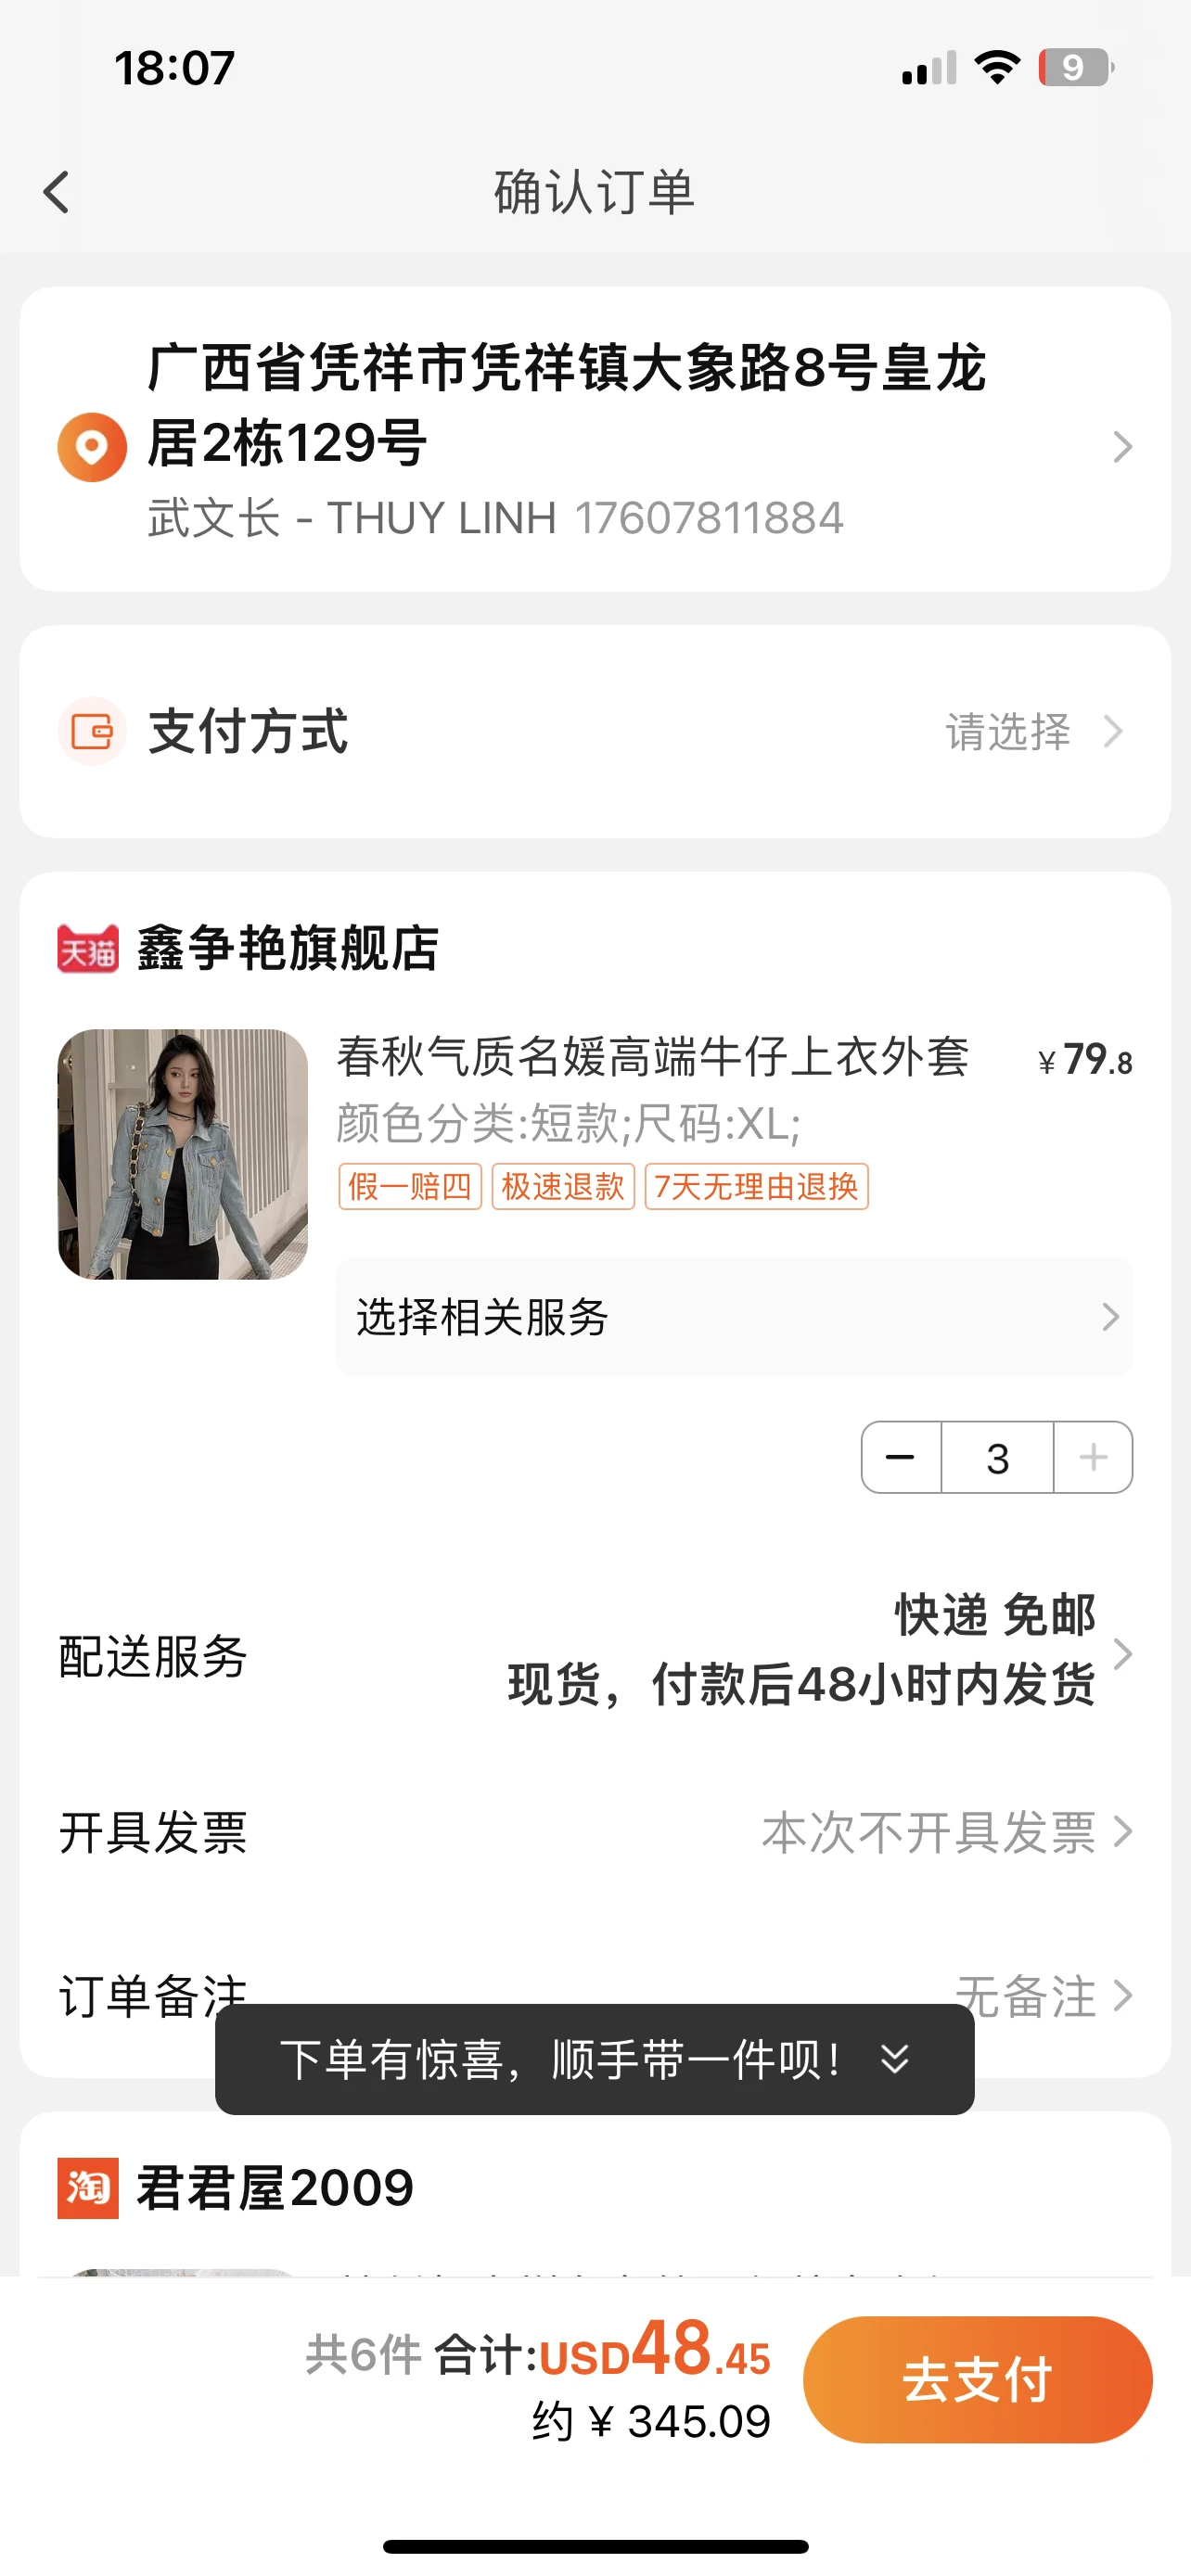 18:07
9
确认订单
广西省凭祥市凭祥镇大象路8号皇龙
居2栋129号
武文长 - THUY LINH 17607811884
支付方式
请选择
天猫 鑫争艳旗舰店
春秋气质名媛高端牛仔上衣外套 ¥79.8
颜色分类:短款;尺码:XL;
假一赔四 极速退款 7天无理由退换
选择相关服务
3
快递 免邮
配送服务
现货，付款后48小时内发货
开具发票 本次不开具发票
订单备注 无备注
下单有惊喜，顺手带一件呗！
淘 君君屋2009
共6件 合计:USD48.45
约 ¥ 345.09
去支付